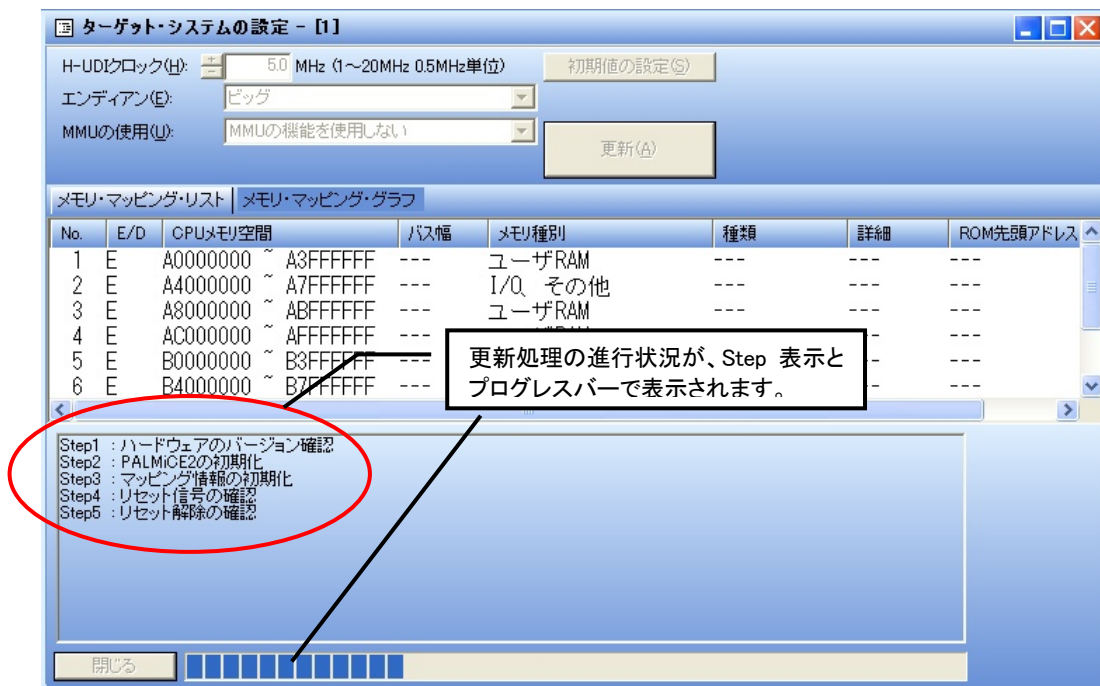 ターゲット・システムの設定 - [1]
H-UDIクロック(H): 5.0 MHz (1～20MHz 0.5MHz単位) 初期値の設定(S)
エンディアン(E): ビッグ
MMUの使用(U): MMUの機能を使用しない
更新(A)
メモリ・マッピング・リスト メモリ・マッピング・グラフ
No. E/D CPUメモリ空間 バス幅 メモリ種別 種類 詳細 ROM先頭アドレス
1 E A0000000 ~ A3FFFFFF --- ユーザRAM --- --- ---
2 E A4000000 ~ A7FFFFFF --- I/O、その他 --- --- ---
3 E A8000000 ~ ABFFFFFF --- ユーザRAM --- --- ---
4 E AC000000 ~ AFFFFFFF --- --- ---
5 E B0000000 ~ B3FFFFFF --- --- ---
6 E B4000000 ~ B7FFFFFF --- --- ---
更新処理の進行状況が、Step 表示と
プログレスバーで表示されます。
Step1 : ハードウェアのバージョン確認
Step2 : PALMiCE2の初期化
Step3 : マッピング情報の初期化
Step4 : リセット信号の確認
Step5 : リセット解除の確認
閉じる